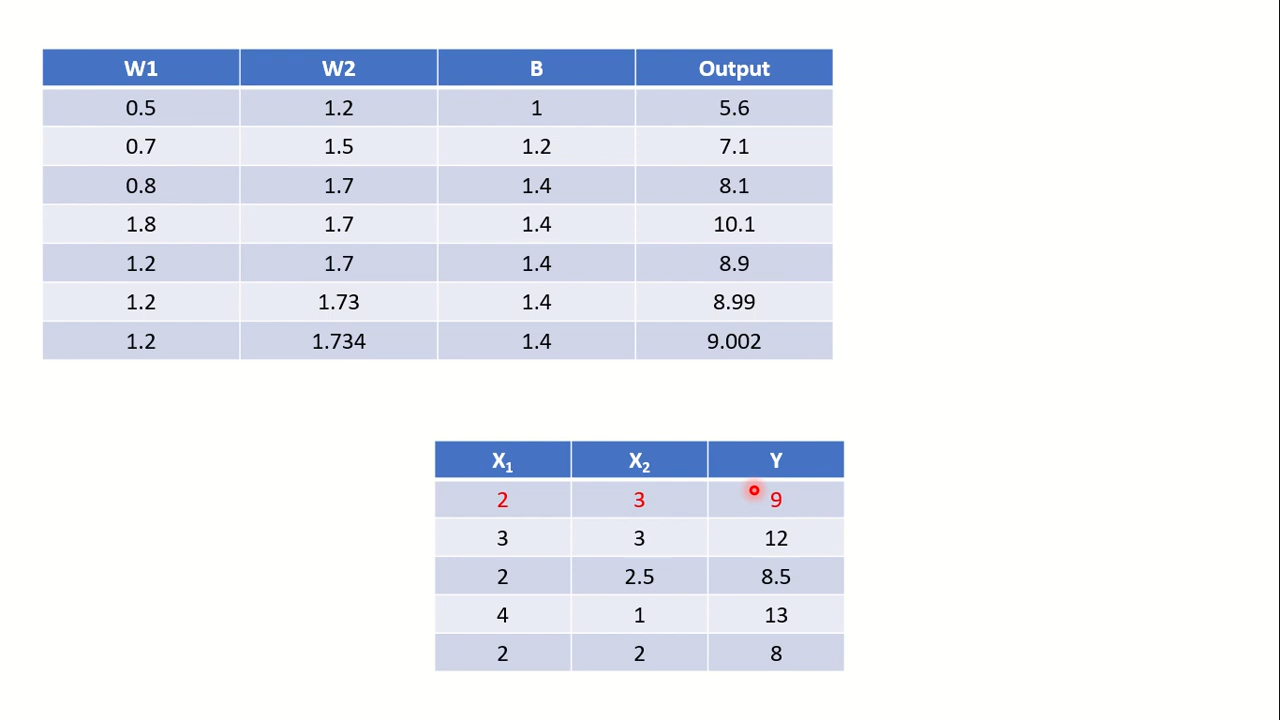 W1 W2 B Output
0.5 1.2 1 5.6
0.7 1.5 1.2 7.1
0.8 1.7 1.4 8.1
1.8 1.7 1.4 10.1
1.2 1.7 1.4 8.9
1.2 1.73 1.4 8.99
1.2 1.734 1.4 9.002
X₁ X₂ Y
2 3 9
3 3 12
2 2.5 8.5
4 1 13
2 2 8